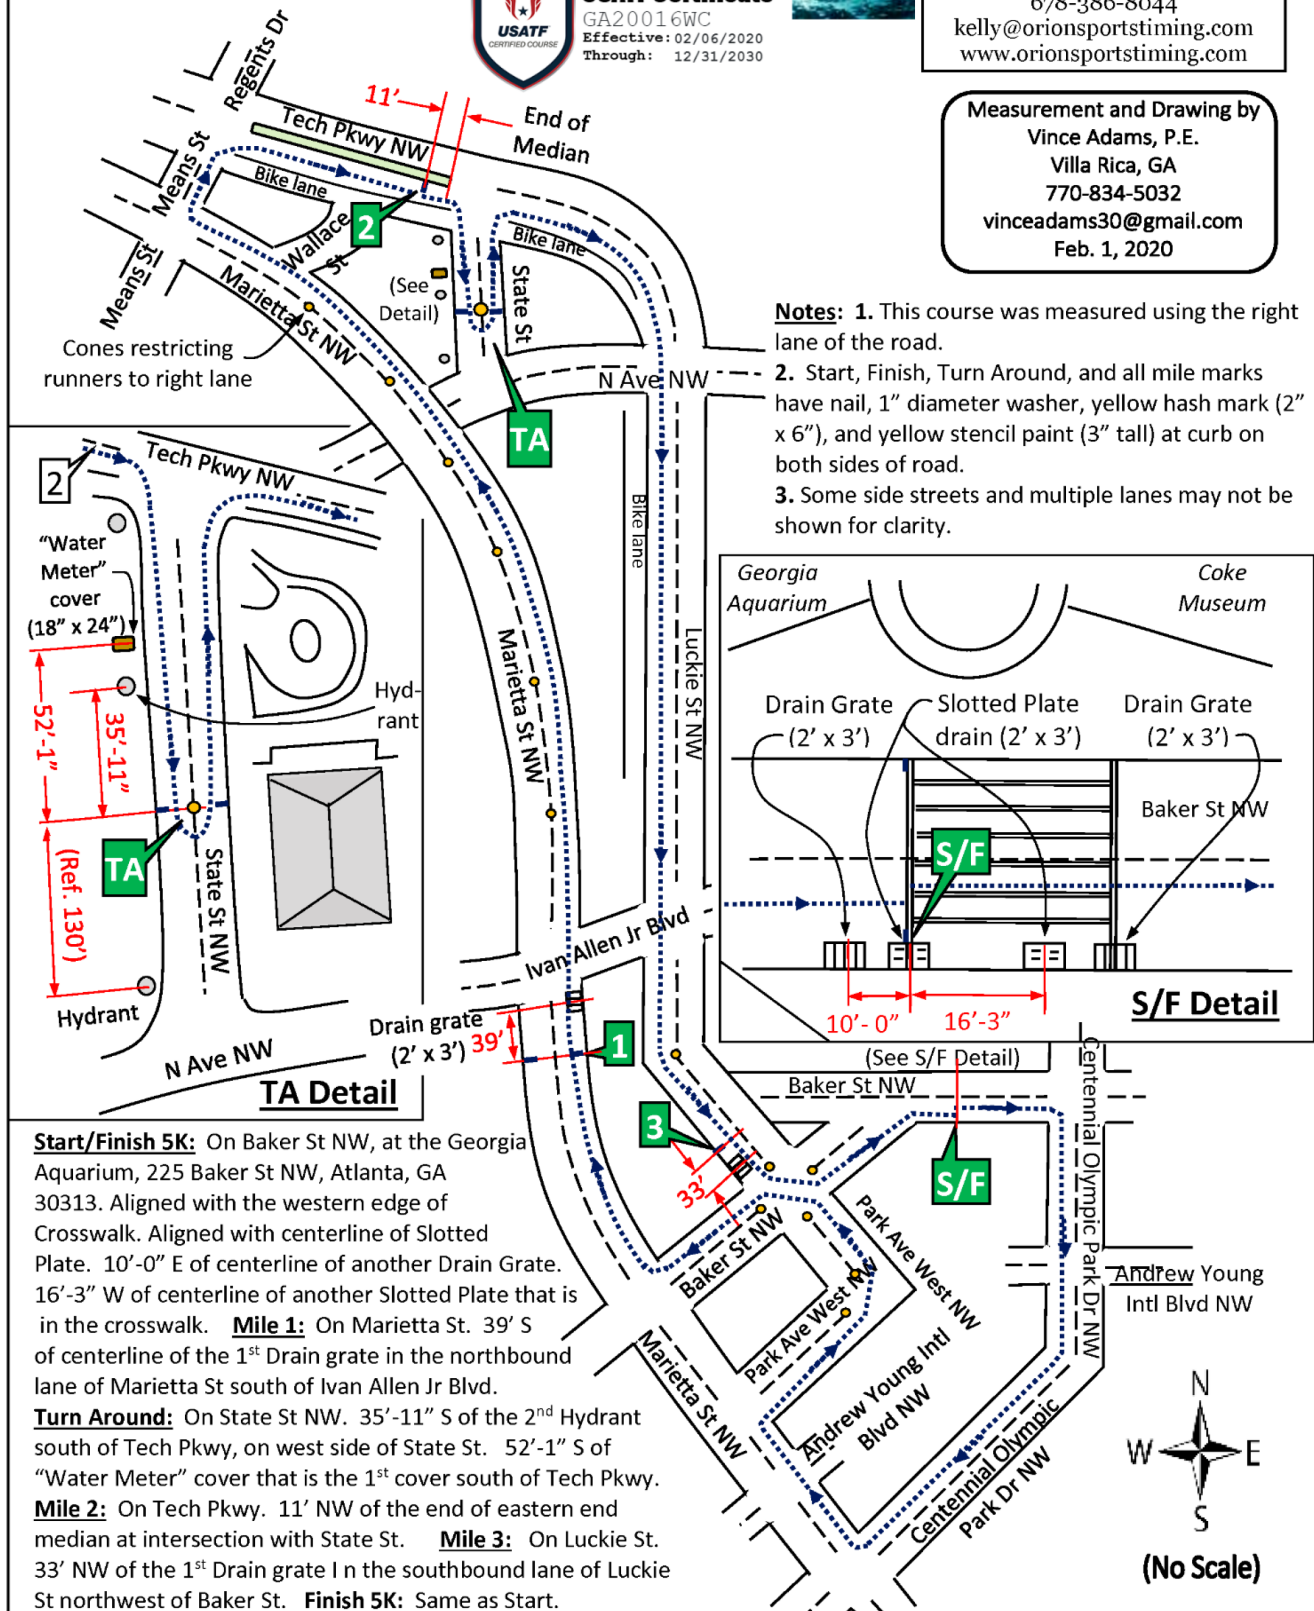 USATF
CERTIFIED COURSE
GA20016WC
Effective: 02/06/2020
Through: 12/31/2030
678-386-8044
kelly@orionsportstiming.com
www.orionsportstiming.com
Measurement and Drawing by
Vince Adams, P.E.
Villa Rica, GA
770-834-5032
vinceadams30@gmail.com
Feb. 1, 2020
Regents Dr
11'
End of
Median
Tech Pkwy NW
Means St
Bike lane
2
Wallace
St
Bike lane
Means St
Marietta St NW
(See
Detail)
State St
Cones restricting
runners to right lane
N Ave NW
TA
Notes: 1. This course was measured using the right
lane of the road.
2. Start, Finish, Turn Around, and all mile marks
have nail, 1" diameter washer, yellow hash mark (2"
x 6"), and yellow stencil paint (3" tall) at curb on
both sides of road.
3. Some side streets and multiple lanes may not be
shown for clarity.
Tech Pkwy NW
2
"Water
Meter"
cover
(18" x 24")
Hyd-
rant
52'-1"
35'-11"
TA
(Ref. 130')
State St NW
Hydrant
N Ave NW
TA Detail
Bike lane
Marietta St NW
Luckie St NW
Ivan Allen Jr Blvd
Drain grate
(2' x 3')
39'
1
Georgia
Aquarium
Coke
Museum
Drain Grate
(2' x 3')
Slotted Plate
drain (2' x 3')
Drain Grate
(2' x 3')
Baker St NW
S/F
10'- 0"
16'-3"
S/F Detail
(See S/F Detail)
Baker St NW
Centennial Olympic Park Dr NW
3
33'
S/F
Baker St NW
Park Ave West NW
Park Ave West NW
Andrew Young
Intl Blvd NW
Marietta St NW
Andrew Young Intl
Blvd NW
Centennial Olympic
Park Dr NW
N
W
E
S
(No Scale)
Start/Finish 5K: On Baker St NW, at the Georgia
Aquarium, 225 Baker St NW, Atlanta, GA
30313. Aligned with the western edge of
Crosswalk. Aligned with centerline of Slotted
Plate. 10'-0" E of centerline of another Drain Grate.
16'-3" W of centerline of another Slotted Plate that is
in the crosswalk. Mile 1: On Marietta St. 39' S
of centerline of the 1st Drain grate in the northbound
lane of Marietta St south of Ivan Allen Jr Blvd.
Turn Around: On State St NW. 35'-11" S of the 2nd Hydrant
south of Tech Pkwy, on west side of State St. 52'-1" S of
"Water Meter" cover that is the 1st cover south of Tech Pkwy.
Mile 2: On Tech Pkwy. 11' NW of the end of eastern end
median at intersection with State St. Mile 3: On Luckie St.
33' NW of the 1st Drain grate I n the southbound lane of Luckie
St northwest of Baker St. Finish 5K: Same as Start.